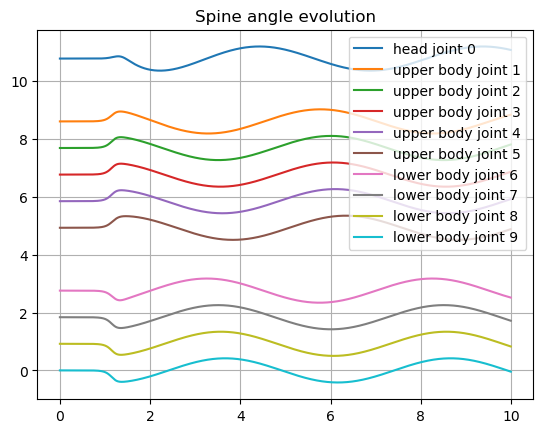 Spine angle evolution
head joint 0
upper body joint 1
upper body joint 2
upper body joint 3
upper body joint 4
upper body joint 5
lower body joint 6
lower body joint 7
lower body joint 8
lower body joint 9
10
8
6
4
2
0
0 2 4 6 8 10